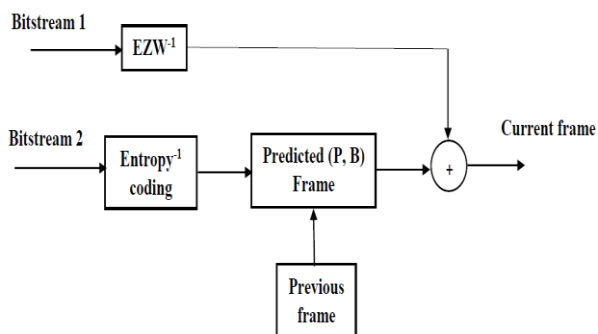 Bitstream 1
EZW-1
Bitstream 2
Entropy-1
coding
Predicted (P, B)
Frame
+
Current frame
Previous
frame